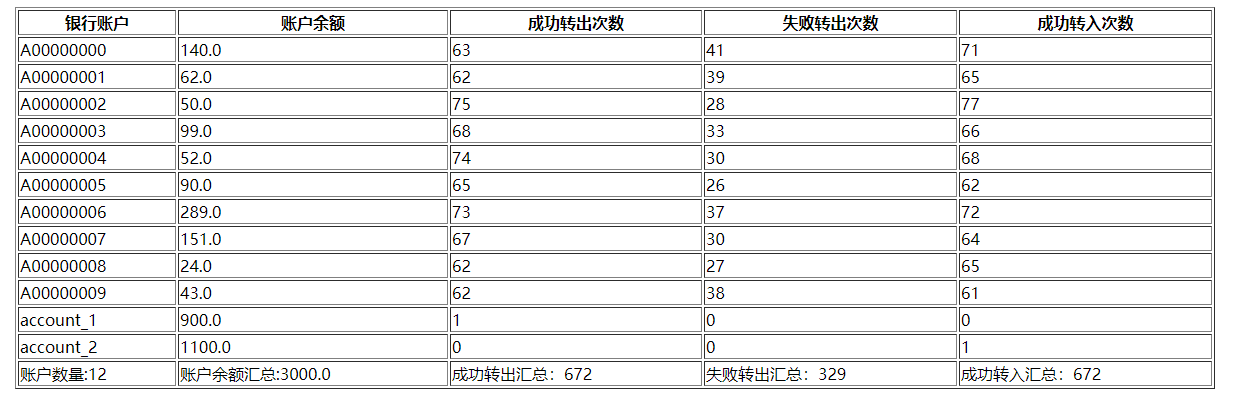 银行账户 账户余额 成功转出次数 失败转出次数 成功转入次数
A00000000 140.0 63 41 71
A00000001 62.0 62 39 65
A00000002 50.0 75 28 77
A00000003 99.0 68 33 66
A00000004 52.0 74 30 68
A00000005 90.0 65 26 62
A00000006 289.0 73 37 72
A00000007 151.0 67 30 64
A00000008 24.0 62 27 65
A00000009 43.0 62 38 61
account_1 900.0 1 0 0
account_2 1100.0 0 0 1
账户数量:12 账户余额汇总:3000.0 成功转出汇总：672 失败转出汇总：329 成功转入汇总：672